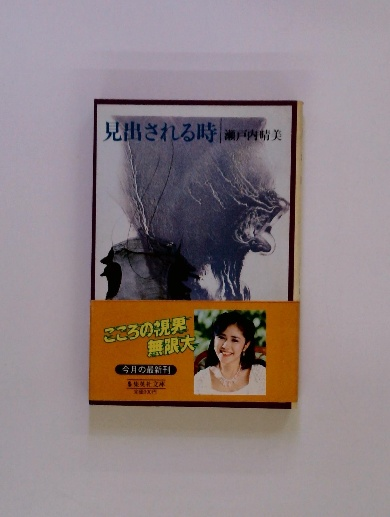 見出される時
瀬戸内晴美
こころの視界
無限大
今月の最新刊
集英社文庫